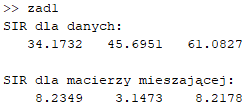 >> zadl
SIR dla danych:
34.1732 45.6951 61.0827
SIR dla macierzy mieszającej:
8.2349 3.1473 8.2178